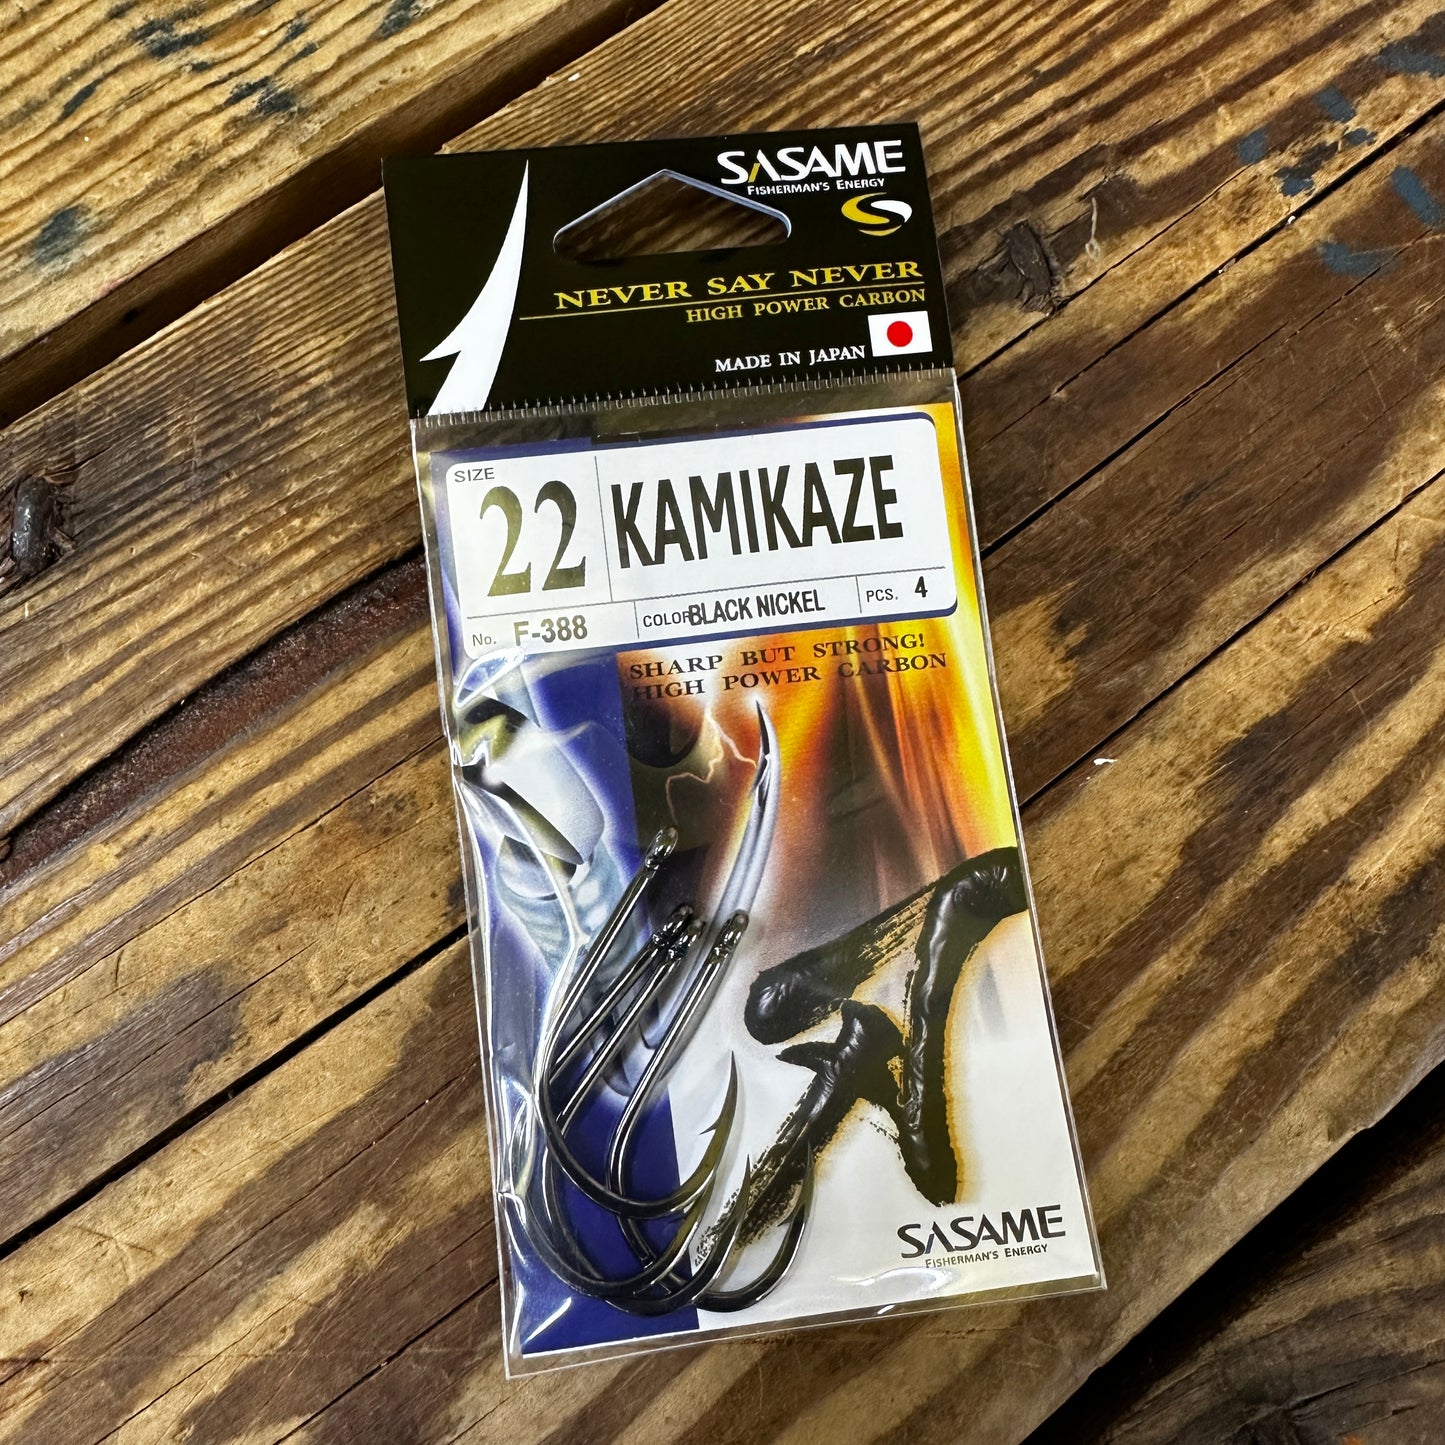 SASAME
FISHERMAN'S ENERGY
NEVER SAY NEVER
HIGH POWER CARBON
MADE IN JAPAN
SIZE
22
KAMIKAZE
No. F-388
COLOR BLACK NICKEL
PCS. 4
SHARP BUT STRONG!
HIGH POWER CARBON
SASAME
FISHERMAN'S ENERGY